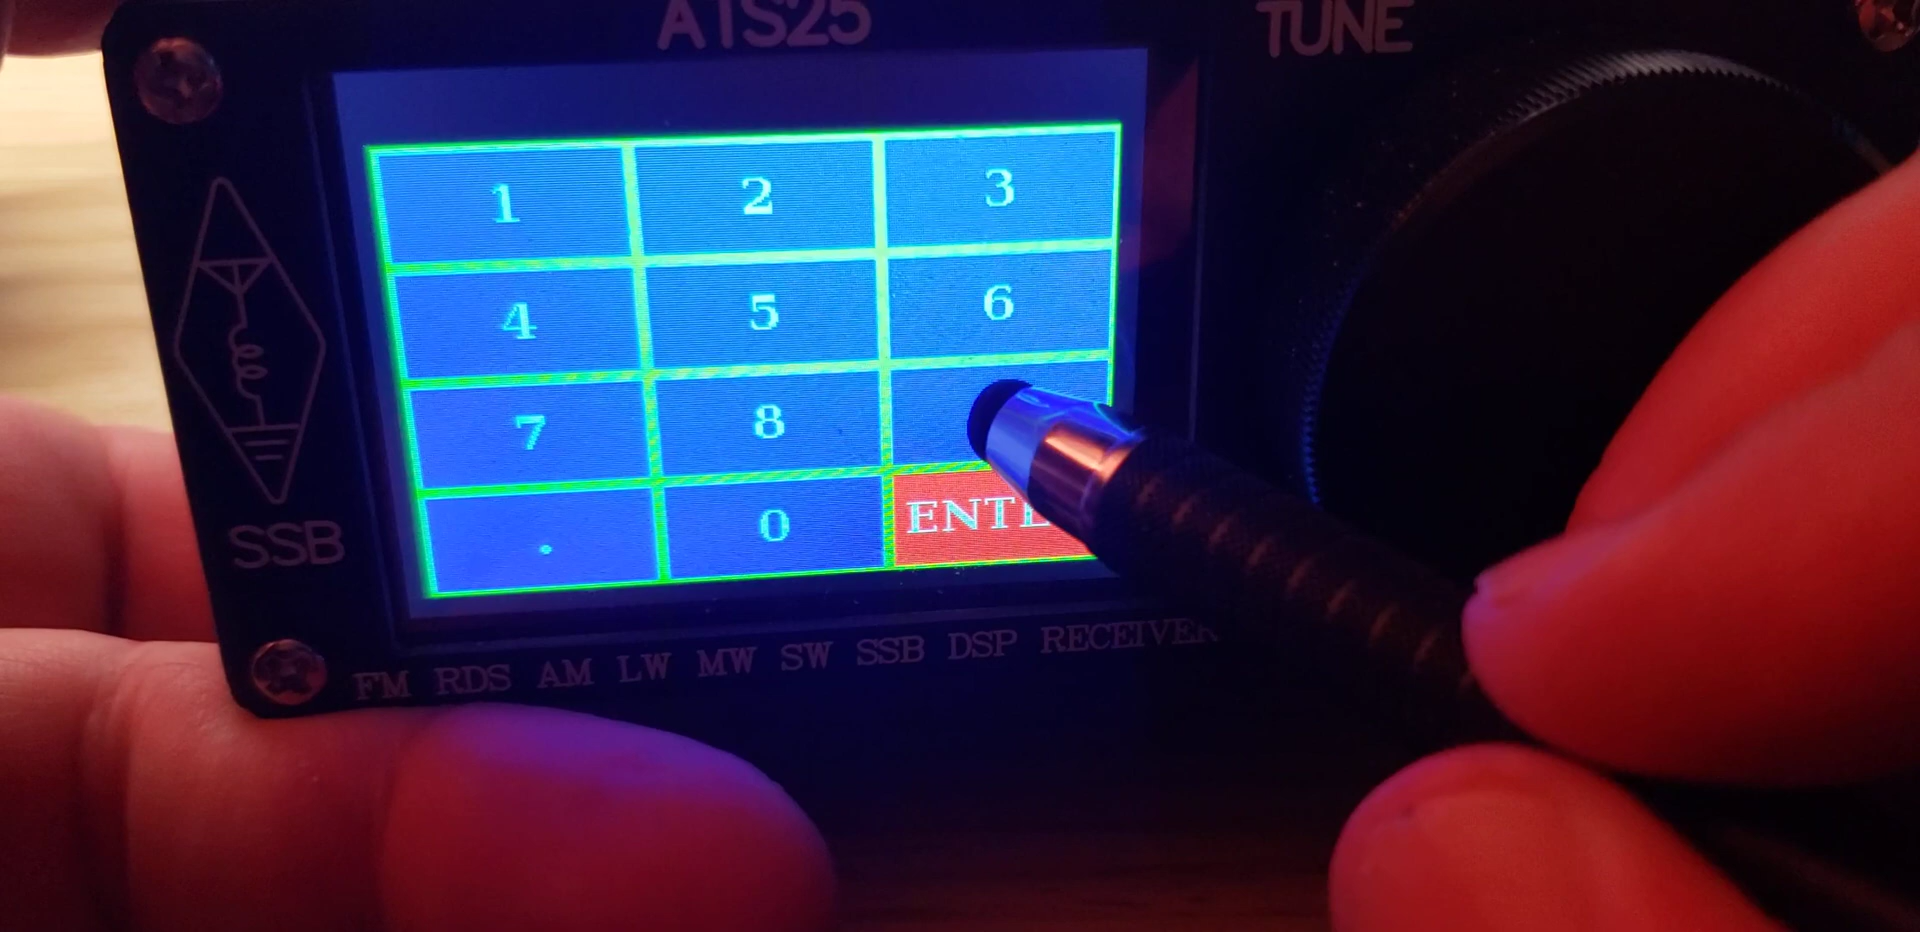 ATS25
TUNE
1 2 3
4 5 6
7 8
. 0 ENTE
SSB
FM RDS AM LW MW SW SSB DSP RECEIVER